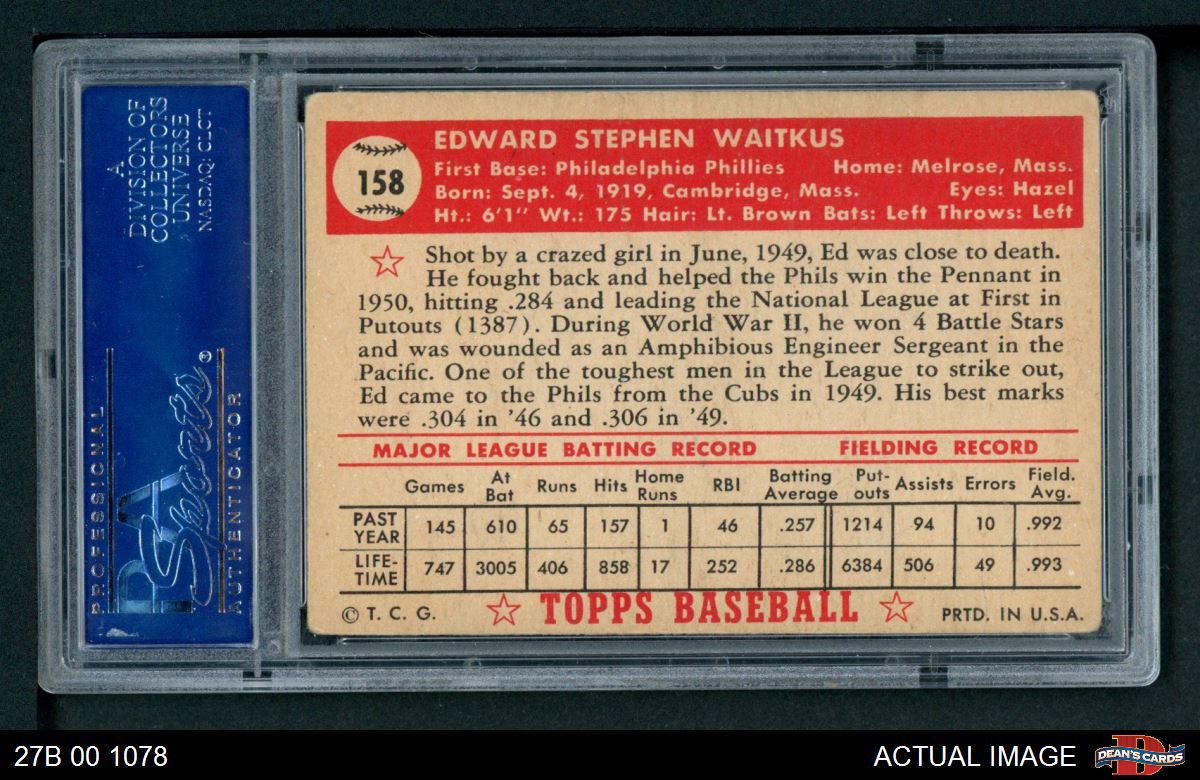 A
DIVISION OF
COLLECTORS
UNIVERSE
NASDAQ: CLCT
PROFESSIONAL
PSA
Sports®
AUTHENTICATOR
158
EDWARD STEPHEN WAITKUS
First Base: Philadelphia Phillies Home: Melrose, Mass.
Born: Sept. 4, 1919, Cambridge, Mass. Eyes: Hazel
Ht.: 6'1" Wt.: 175 Hair: Lt. Brown Bats: Left Throws: Left
Shot by a crazed girl in June, 1949, Ed was close to death.
He fought back and helped the Phils win the Pennant in
1950, hitting .284 and leading the National League at First in
Putouts (1387). During World War II, he won 4 Battle Stars
and was wounded as an Amphibious Engineer Sergeant in the
Pacific. One of the toughest men in the League to strike out,
Ed came to the Phils from the Cubs in 1949. His best marks
were .304 in '46 and .306 in '49.
MAJOR LEAGUE BATTING RECORD FIELDING RECORD
Games At Bat Runs Hits Home Runs RBI Batting Average Put-outs Assists Errors Field. Avg.
PAST YEAR 145 610 65 157 1 46 .257 1214 94 10 .992
LIFE-TIME 747 3005 406 858 17 252 .286 6384 506 49 .993
© T. C. G. TOPPS BASEBALL PRTD. IN U.S.A.
27B 00 1078 ACTUAL IMAGE DEAN'S CARDS